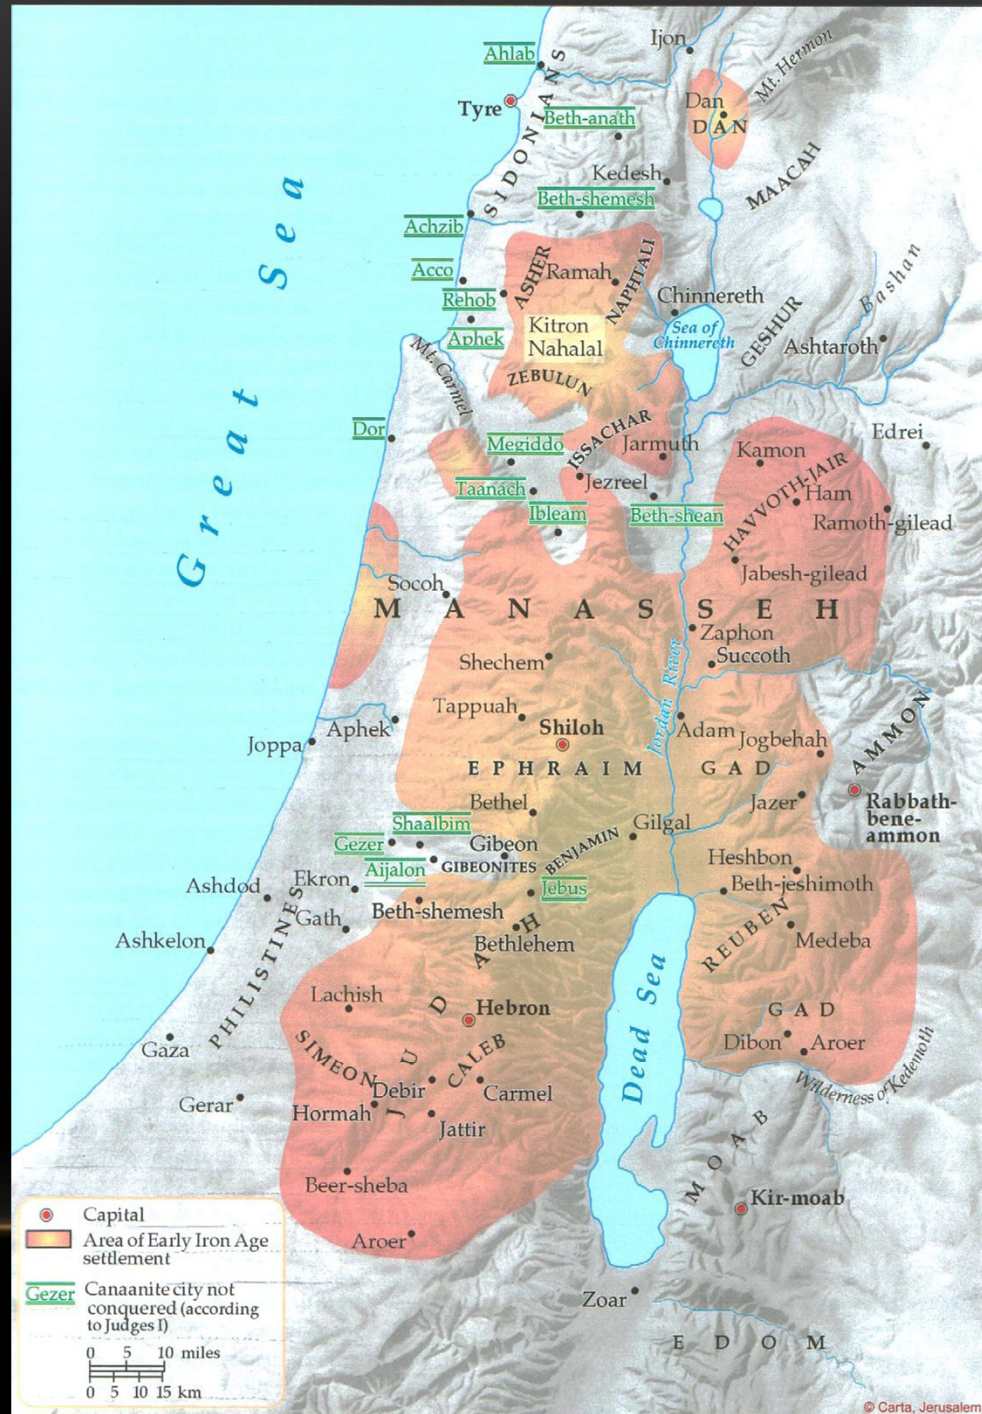 Ijon
Ahlab
Mt. Hermon
Tyre
SIDONIANS
Dan
DAN
Beth-anath
Kedesh
MAACAH
Beth-shemesh
Achzib
Great Sea
Acco
ASHER
Ramah
NAPHTALI
Bashan
Rehob
Chinnereth
Aphek
Kitron
Nahalal
Sea of
Chinnereth
GESHUR
Ashtaroth
Mt. Carmel
ZEBULUN
Dor
Megiddo
ISSACHAR
Jarmuth
Kamon
Edrei
Taanach
Jezreel
HAVVOTH-JAIR
Ham
Ibleam
Beth-shean
Ramoth-gilead
Jabesh-gilead
Socoh
MANASSEH
Zaphon
Shechem
Succoth
Jordan River
Tappuah
Aphek
Shiloh
Adam
Jogbehah
AMMON
Joppa
EPHRAIM
GAD
Bethel
Jazer
Rabbath-
bene-
ammon
Shaalbim
Gilgal
Gezer
Gibeon
BENJAMIN
Aijalon
GIBEONITES
Heshbon
Ekron
Jebus
Beth-jeshimoth
Ashdod
Beth-shemesh
Gath
REUBEN
Ashkelon
Bethlehem
Medeba
PHILISTINES
JUDAH
Dead Sea
Lachish
Hebron
GAD
Gaza
SIMEON
CALEB
Dibon
Aroer
Debir
Carmel
Wilderness of Kedemoth
Gerar
Hormah
Jattir
MOAB
Beer-sheba
Kir-moab
Aroer
Zoar
EDOM
Capital
Area of Early Iron Age
settlement
Gezer
Canaanite city not
conquered (according
to Judges I)
0 5 10 miles
0 5 10 15 km
© Carta, Jerusalem